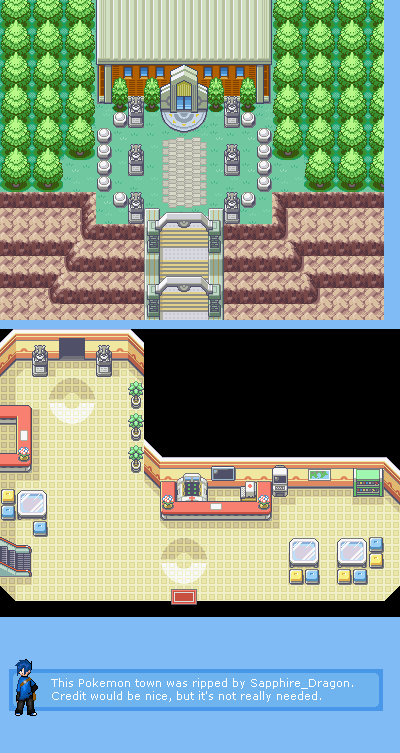 This Pokemon town was ripped by Sapphire_Dragon.
Credit would be nice, but it's not really needed.